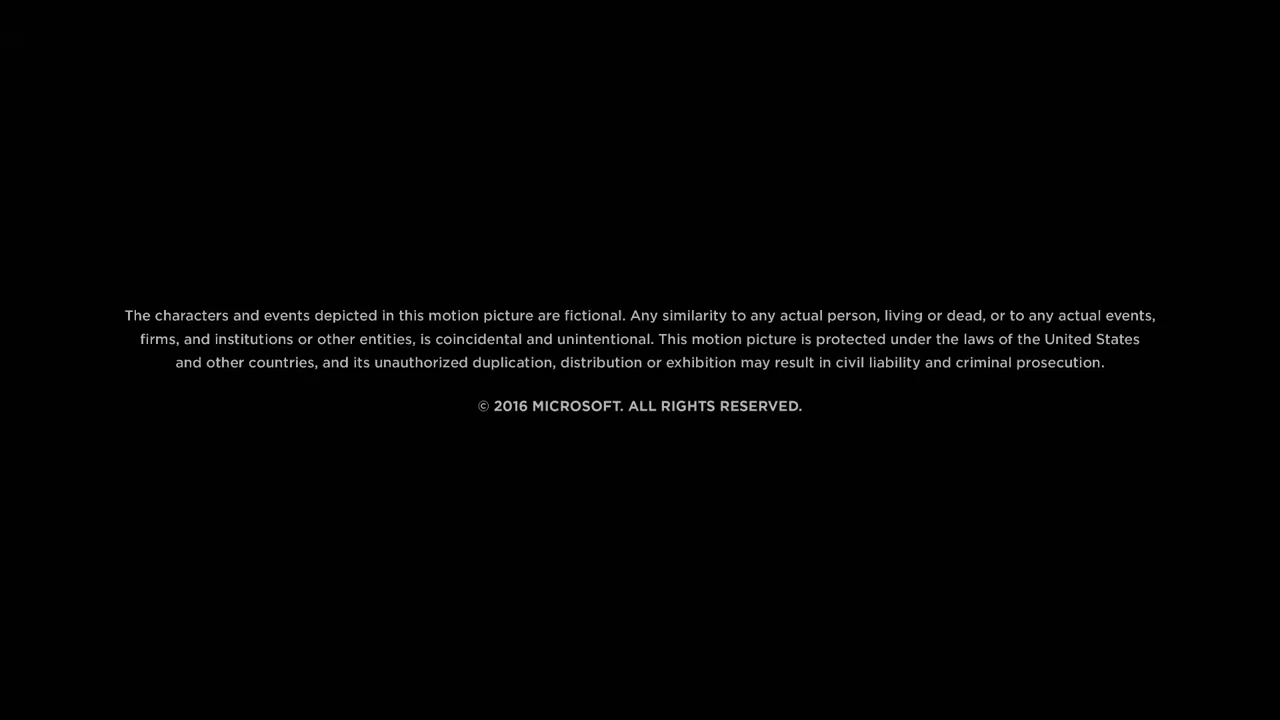 The characters and events depicted in this motion picture are fictional. Any similarity to any actual person, living or dead, or to any actual events,
firms, and institutions or other entities, is coincidental and unintentional. This motion picture is protected under the laws of the United States
and other countries, and its unauthorized duplication, distribution or exhibition may result in civil liability and criminal prosecution.
© 2016 MICROSOFT. ALL RIGHTS RESERVED.